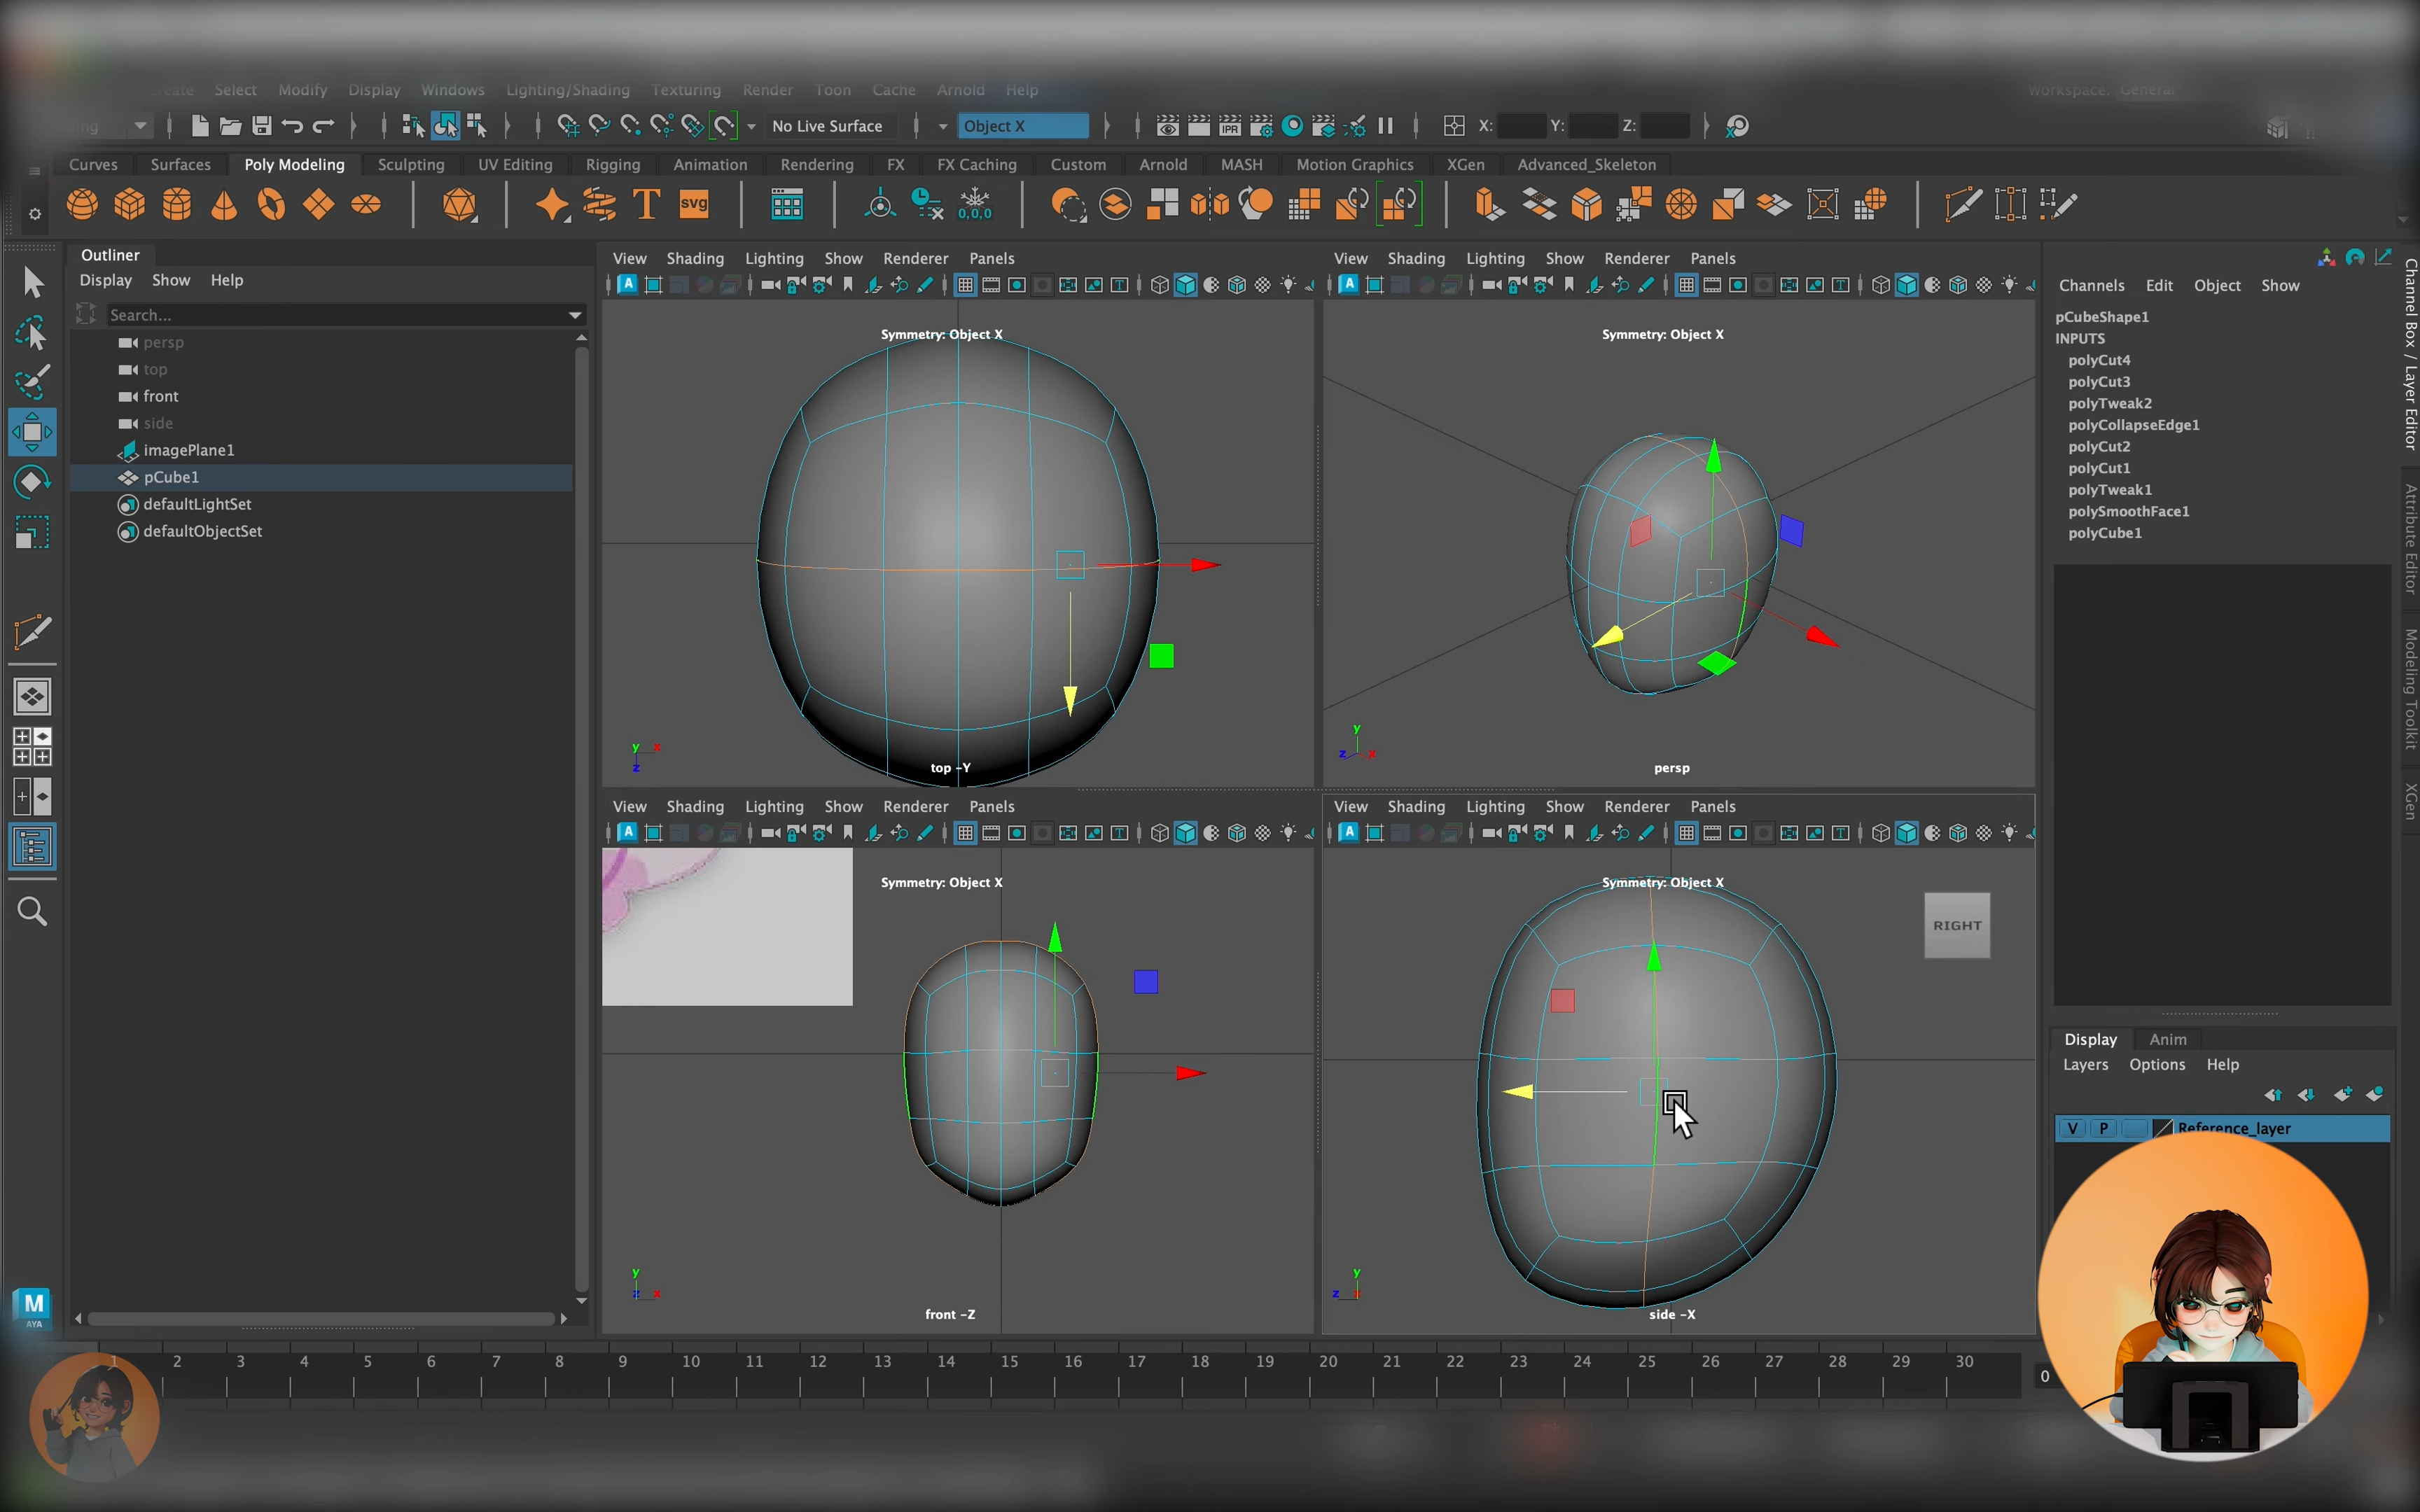 Select Modify Display Windows Lighting/Shading Texturing Render Toon Cache Arnold Help
Workspace: General
No Live Surface
Object X
IPR
X:
Y:
Z:
Curves Surfaces Poly Modeling Sculpting UV Editing Rigging Animation Rendering FX FX Caching Custom Arnold MASH Motion Graphics XGen Advanced_Skeleton
T
svg
0,0,0
Outliner
Display Show Help
Search...
persp
top
front
side
imagePlane1
pCube1
defaultLightSet
defaultObjectSet
View Shading Lighting Show Renderer Panels
Symmetry: Object X
top -Y
View Shading Lighting Show Renderer Panels
Symmetry: Object X
persp
View Shading Lighting Show Renderer Panels
Symmetry: Object X
front -Z
View Shading Lighting Show Renderer Panels
Symmetry: Object X
RIGHT
side -X
Channels Edit Object Show
pCubeShape1
INPUTS
polyCut4
polyCut3
polyTweak2
polyCollapseEdge1
polyCut2
polyCut1
polyTweak1
polySmoothFace1
polyCube1
Channel Box / Layer Editor
Attribute Editor
Modeling Toolkit
XGen
Display Anim
Layers Options Help
V P Reference_layer
M
AYA
1 2 3 4 5 6 7 8 9 10 11 12 13 14 15 16 17 18 19 20 21 22 23 24 25 26 27 28 29 30
0